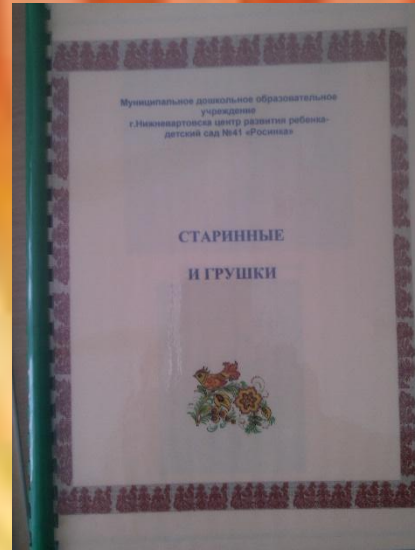 Муниципальное дошкольное образовательное
учреждение
г.Нижневартовска центр развития ребенка-
детский сад №41 «Росинка»
СТАРИННЫЕ
И ГРУШКИ